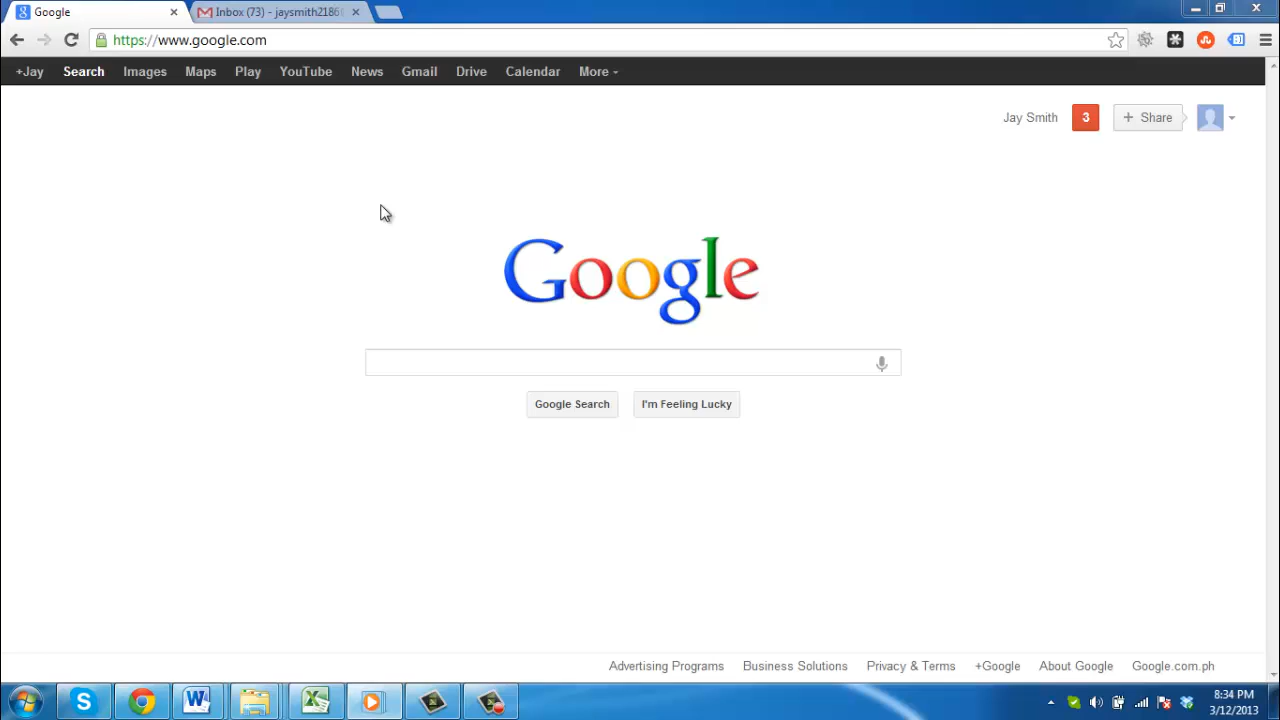 Google
Inbox (73) - jaysmith2186
https://www.google.com
+Jay Search Images Maps Play YouTube News Gmail Drive Calendar More
Jay Smith 3 + Share
Google
Google Search I'm Feeling Lucky
Advertising Programs Business Solutions Privacy & Terms +Google About Google Google.com.ph
8:34 PM
3/12/2013